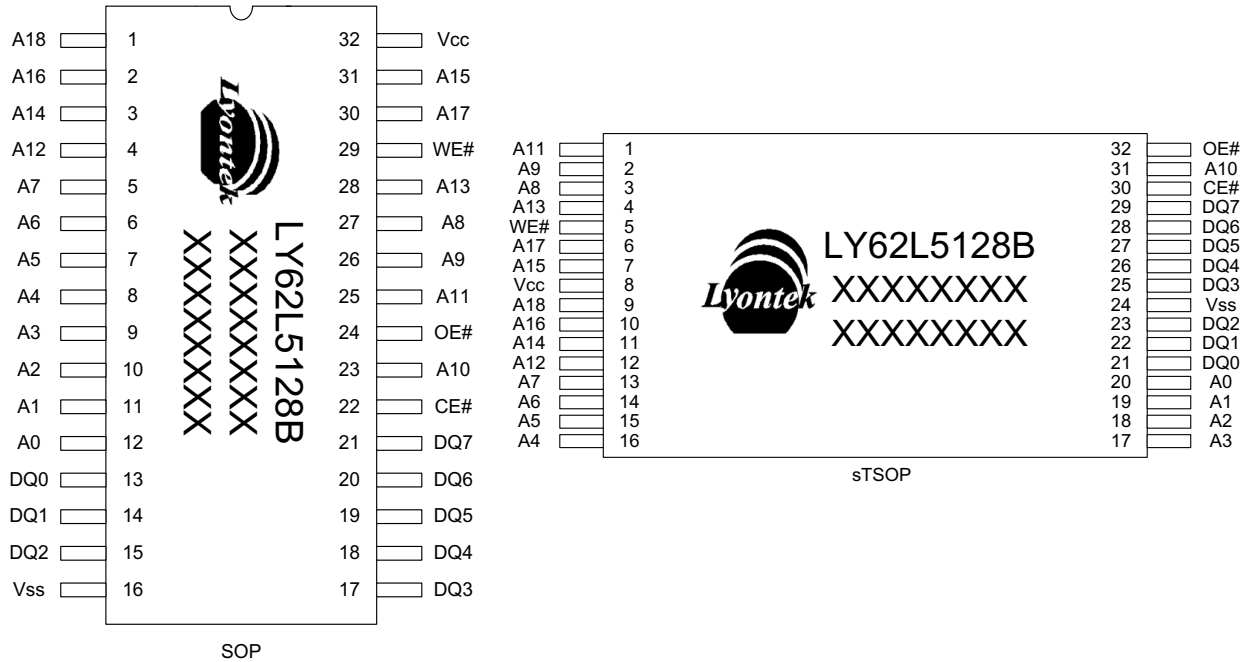 A18 1 32 Vcc
A16 2 31 A15
A14 3 30 A17
A12 4 29 WE#
A7 5 28 A13
A6 6 27 A8
A5 7 26 A9
A4 8 25 A11
A3 9 24 OE#
A2 10 23 A10
A1 11 22 CE#
A0 12 21 DQ7
DQ0 13 20 DQ6
DQ1 14 19 DQ5
DQ2 15 18 DQ4
Vss 16 17 DQ3
Lyontek
LY62L5128B
XXXXXXXX
XXXXXXXX
SOP
A11 1 32 OE#
A9 2 31 A10
A8 3 30 CE#
A13 4 29 DQ7
WE# 5 28 DQ6
A17 6 27 DQ5
A15 7 26 DQ4
Vcc 8 25 DQ3
A18 9 24 Vss
A16 10 23 DQ2
A14 11 22 DQ1
A12 12 21 DQ0
A7 13 20 A0
A6 14 19 A1
A5 15 18 A2
A4 16 17 A3
Lyontek
LY62L5128B
XXXXXXXX
XXXXXXXX
sTSOP